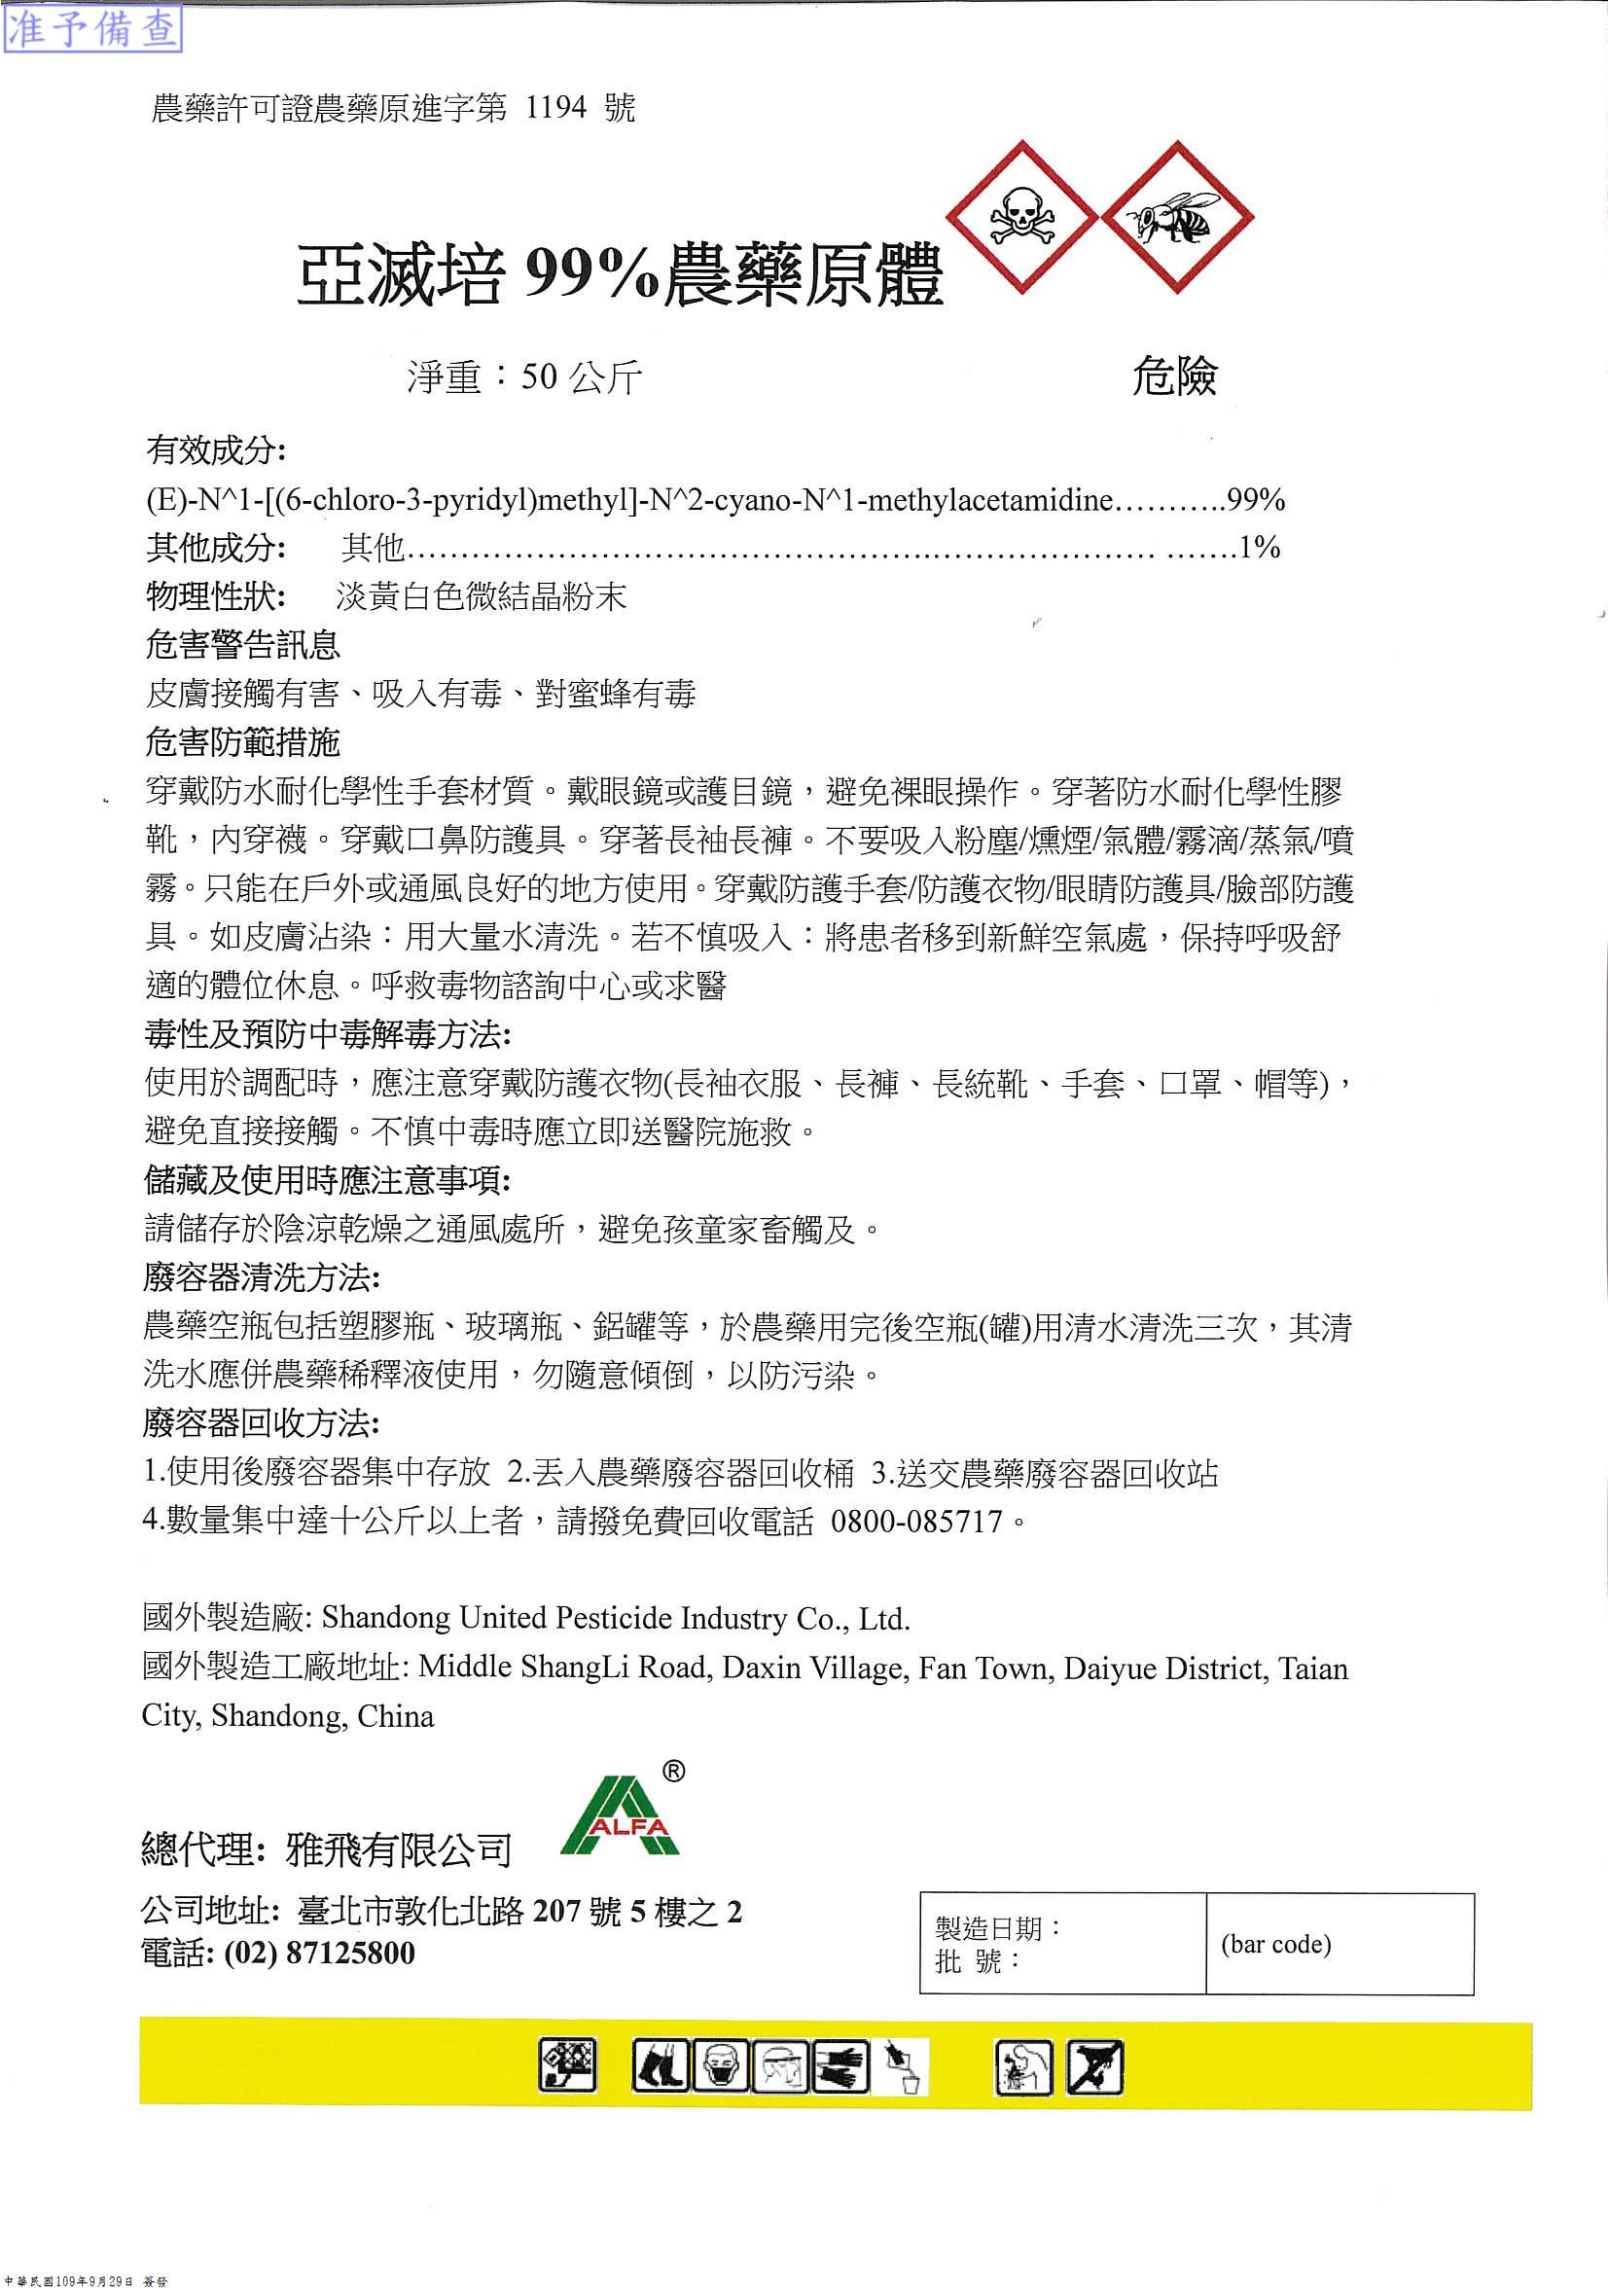 准予備查
農藥許可證農藥原進字第 1194 號
亞滅培 99%農藥原體
淨重：50 公斤
危險
有效成分:
(E)-N^1-[(6-chloro-3-pyridyl)methyl]-N^2-cyano-N^1-methylacetamidine...........99%
其他成分: 其他............................................................................1%
物理性狀: 淡黃白色微結晶粉末
危害警告訊息
皮膚接觸有害、吸入有毒、對蜜蜂有毒
危害防範措施
穿戴防水耐化學性手套材質。戴眼鏡或護目鏡，避免裸眼操作。穿著防水耐化學性膠
靴，內穿襪。穿戴口鼻防護具。穿著長袖長褲。不要吸入粉塵/燻煙/氣體/霧滴/蒸氣/噴
霧。只能在戶外或通風良好的地方使用。穿戴防護手套/防護衣物/眼睛防護具/臉部防護
具。如皮膚沾染：用大量水清洗。若不慎吸入：將患者移到新鮮空氣處，保持呼吸舒
適的體位休息。呼救毒物諮詢中心或求醫
毒性及預防中毒解毒方法:
使用於調配時，應注意穿戴防護衣物(長袖衣服、長褲、長統靴、手套、口罩、帽等)，
避免直接接觸。不慎中毒時應立即送醫院施救。
儲藏及使用時應注意事項:
請儲存於陰涼乾燥之通風處所，避免孩童家畜觸及。
廢容器清洗方法:
農藥空瓶包括塑膠瓶、玻璃瓶、鋁罐等，於農藥用完後空瓶(罐)用清水清洗三次，其清
洗水應併農藥稀釋液使用，勿隨意傾倒，以防污染。
廢容器回收方法:
1.使用後廢容器集中存放 2.丟入農藥廢容器回收桶 3.送交農藥廢容器回收站
4.數量集中達十公斤以上者，請撥免費回收電話 0800-085717。
國外製造廠: Shandong United Pesticide Industry Co., Ltd.
國外製造工廠地址: Middle ShangLi Road, Daxin Village, Fan Town, Daiyue District, Taian
City, Shandong, China
ALFA ®
總代理: 雅飛有限公司
公司地址: 臺北市敦化北路 207 號 5 樓之 2
電話: (02) 87125800
製造日期：
批 號：
(bar code)
中華民國109年9月29日 簽發